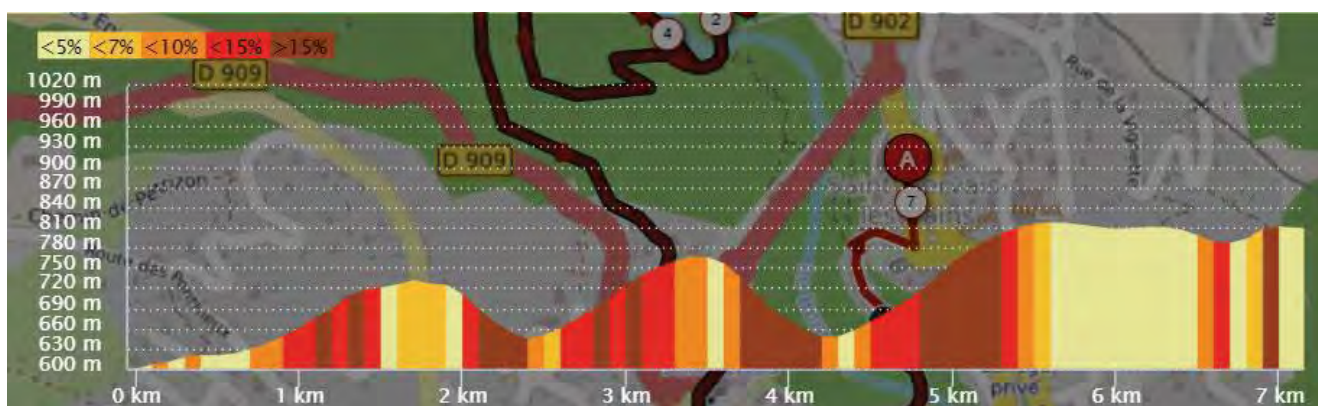 <5% <7% <10% <15% >15%
D 909
4
2
D 902
Rue de la Vignette
D 909
A
7
1020 m
990 m
960 m
930 m
900 m
870 m
840 m
810 m
780 m
750 m
720 m
690 m
660 m
630 m
600 m
privé
0 km 1 km 2 km 3 km 4 km 5 km 6 km 7 km